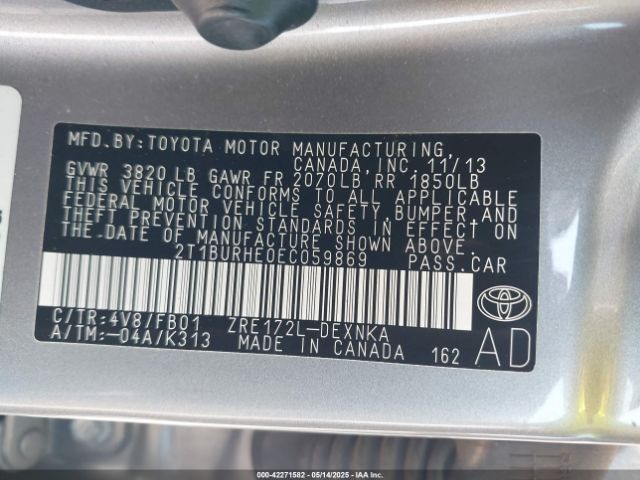 MFD.BY:TOYOTA MOTOR MANUFACTURING,
CANADA, INC. 11/13
GVWR 3820 LB GAWR FR 2070LB RR 1850LB
THIS VEHICLE CONFORMS TO ALL APPLICABLE
FEDERAL MOTOR VEHICLE SAFETY, BUMPER, AND
THEFT PREVENTION STANDARDS IN EFFECT ON
THE DATE OF MANUFACTURE SHOWN ABOVE.
2T1BURHE0EC059869 PASS.CAR
C/TR:4V8/FB01 ZRE172L-DEXNKA
A/TM:-04A/K313 MADE IN CANADA 162
AD
000-42271582 | 05/14/2025 | IAA Inc.